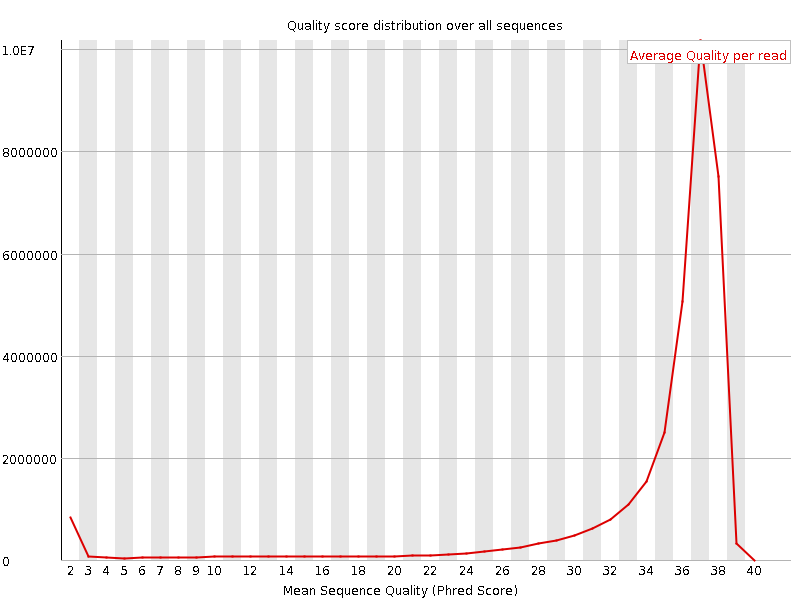 Quality score distribution over all sequences
1.0E7
Average Quality per read
8000000
6000000
4000000
2000000
0
2 3 4 5 6 7 8 9 10 12 14 16 18 20 22 24 26 28 30 32 34 36 38 40
Mean Sequence Quality (Phred Score)